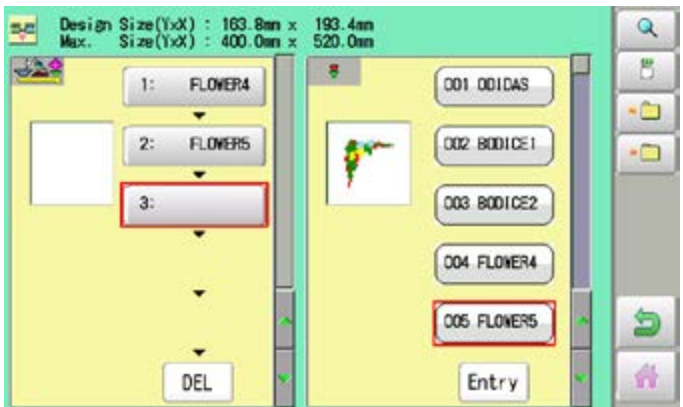 Design Size(YxX) : 163.8mm x 193.4mm
Max. Size(YxX) : 400.0mm x 520.0mm
1: FLOWER4
2: FLOWER5
3:
DEL
001 ODIDAS
002 BODICE1
003 BODICE2
004 FLOWER4
005 FLOWER5
Entry